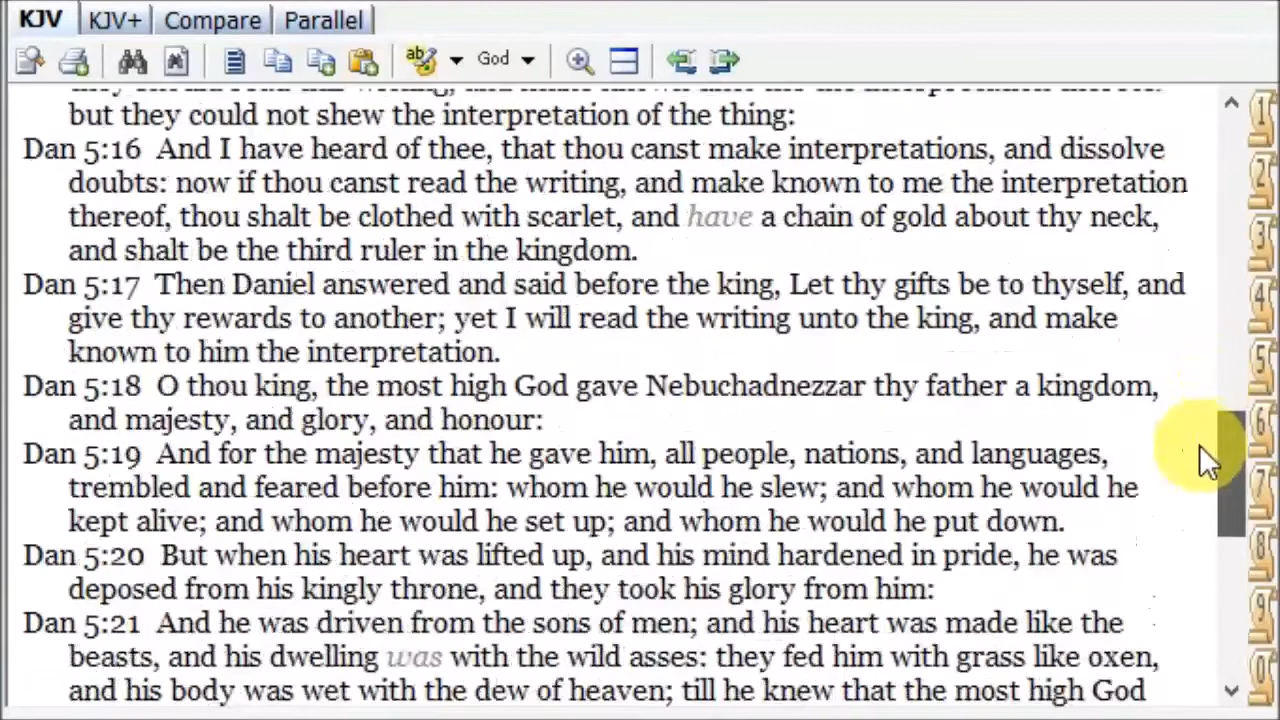 KJV KJV+ Compare Parallel
God
but they could not shew the interpretation of the thing:
Dan 5:16 And I have heard of thee, that thou canst make interpretations, and dissolve
doubts: now if thou canst read the writing, and make known to me the interpretation
thereof, thou shalt be clothed with scarlet, and have a chain of gold about thy neck,
and shalt be the third ruler in the kingdom.
Dan 5:17 Then Daniel answered and said before the king, Let thy gifts be to thyself, and
give thy rewards to another; yet I will read the writing unto the king, and make
known to him the interpretation.
Dan 5:18 O thou king, the most high God gave Nebuchadnezzar thy father a kingdom,
and majesty, and glory, and honour:
Dan 5:19 And for the majesty that he gave him, all people, nations, and languages,
trembled and feared before him: whom he would he slew; and whom he would he
kept alive; and whom he would he set up; and whom he would he put down.
Dan 5:20 But when his heart was lifted up, and his mind hardened in pride, he was
deposed from his kingly throne, and they took his glory from him:
Dan 5:21 And he was driven from the sons of men; and his heart was made like the
beasts, and his dwelling was with the wild asses: they fed him with grass like oxen,
and his body was wet with the dew of heaven; till he knew that the most high God
1
2
3
4
5
6
7
8
9
0